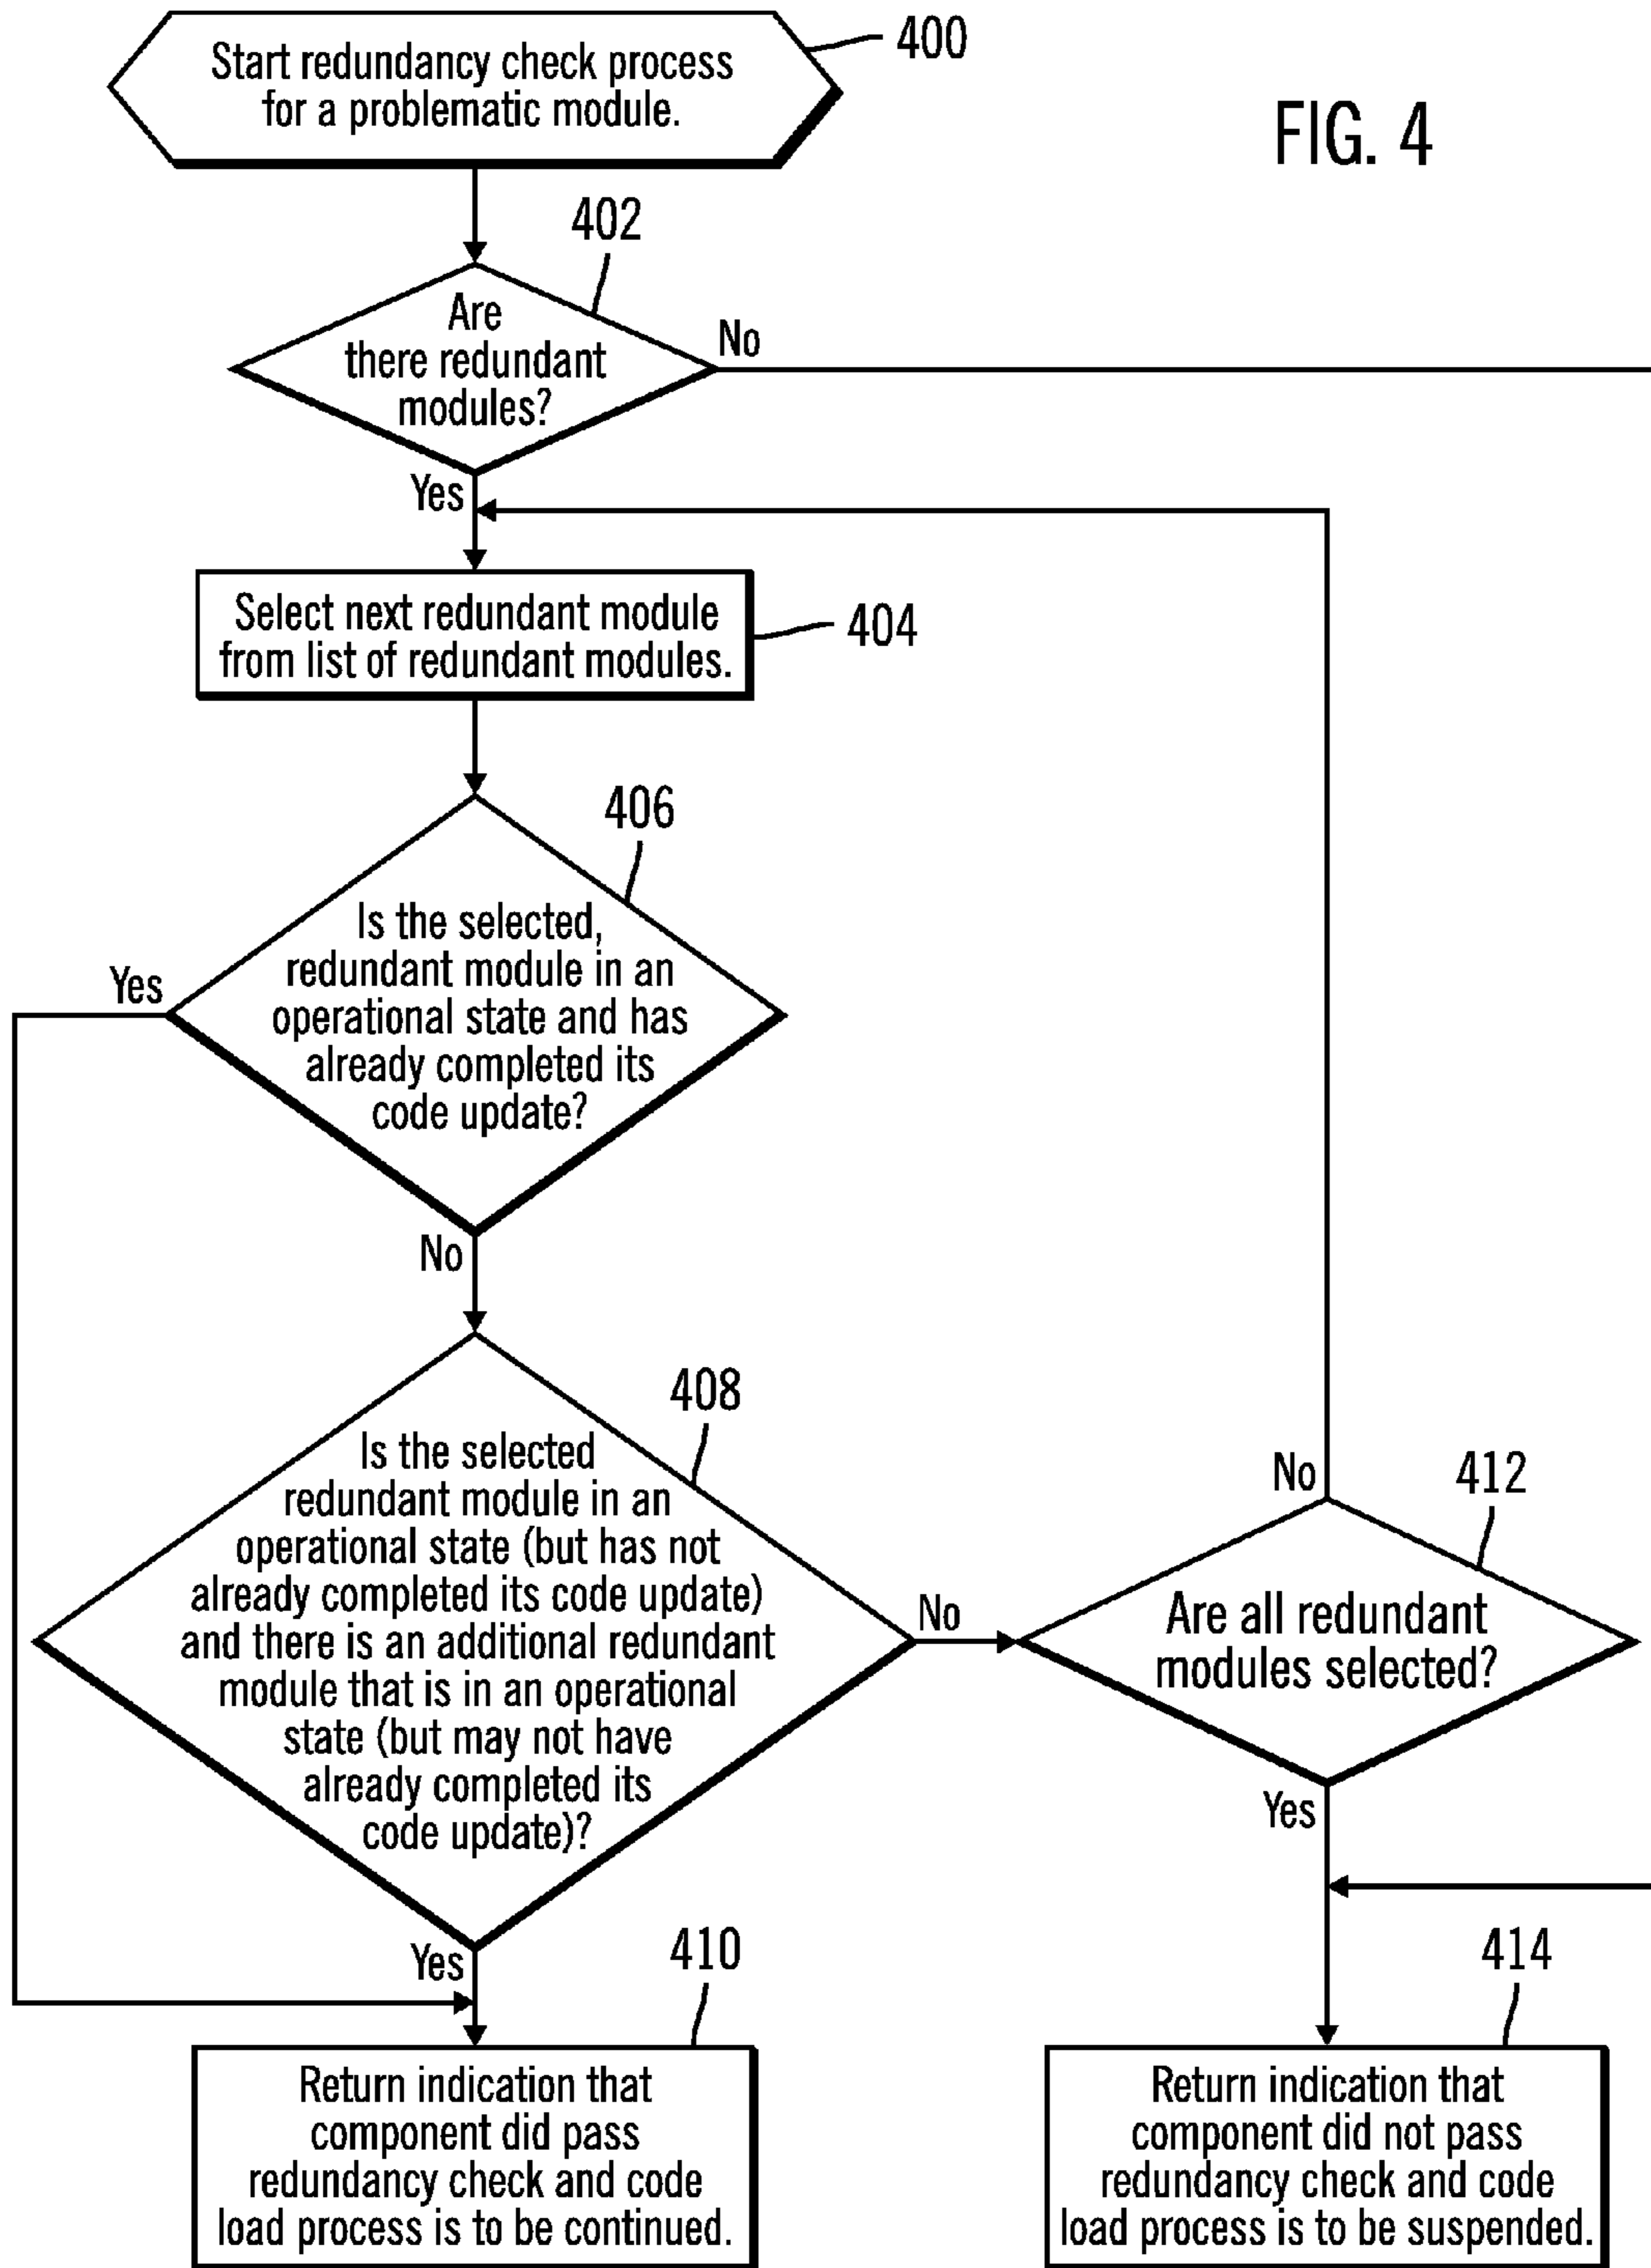 Start redundancy check process
for a problematic module.
400
FIG. 4
402
Are
there redundant
modules?
No
Yes
Select next redundant module
from list of redundant modules.
404
406
Is the selected,
redundant module in an
operational state and has
already completed its
code update?
Yes
No
408
Is the selected
redundant module in an
operational state (but has not
already completed its code update)
and there is an additional redundant
module that is in an operational
state (but may not have
already completed its
code update)?
No
Yes
412
Are all redundant
modules selected?
No
Yes
410
Return indication that
component did pass
redundancy check and code
load process is to be continued.
414
Return indication that
component did not pass
redundancy check and code
load process is to be suspended.